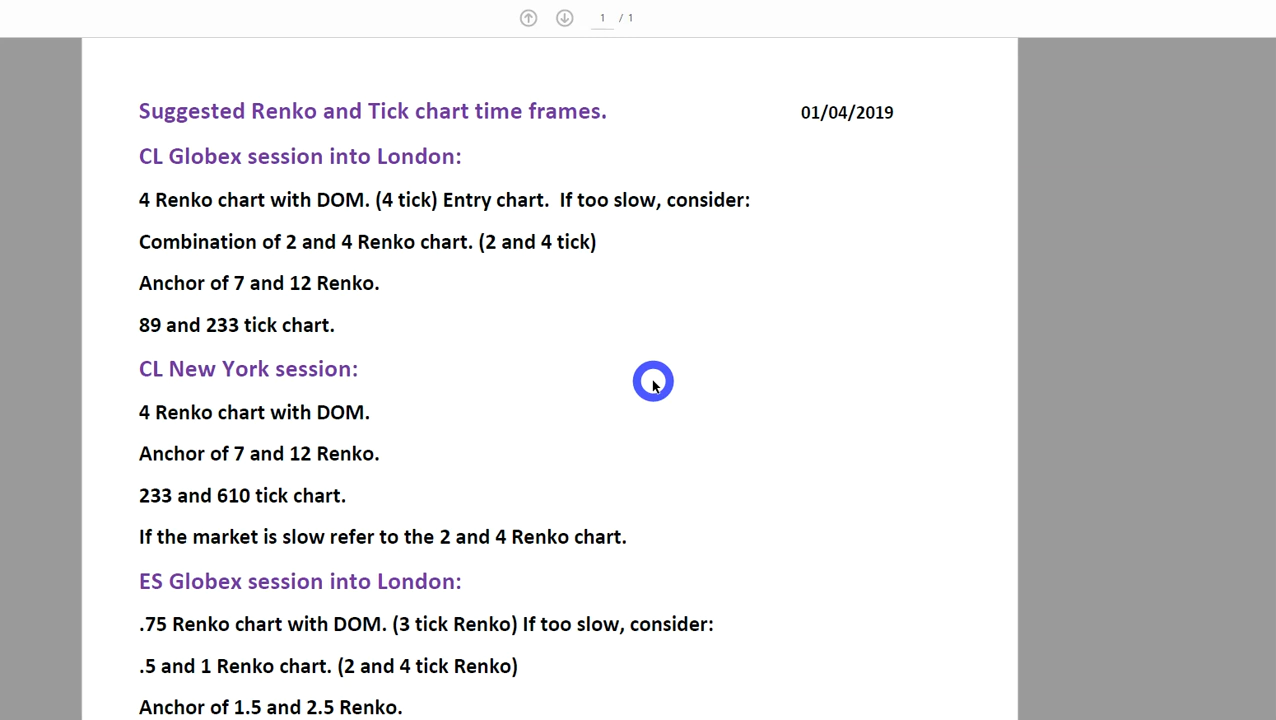 1 / 1
Suggested Renko and Tick chart time frames. 01/04/2019
CL Globex session into London:
4 Renko chart with DOM. (4 tick) Entry chart.  If too slow, consider:
Combination of 2 and 4 Renko chart. (2 and 4 tick)
Anchor of 7 and 12 Renko.
89 and 233 tick chart.
CL New York session:
4 Renko chart with DOM.
Anchor of 7 and 12 Renko.
233 and 610 tick chart.
If the market is slow refer to the 2 and 4 Renko chart.
ES Globex session into London:
.75 Renko chart with DOM. (3 tick Renko) If too slow, consider:
.5 and 1 Renko chart. (2 and 4 tick Renko)
Anchor of 1.5 and 2.5 Renko.